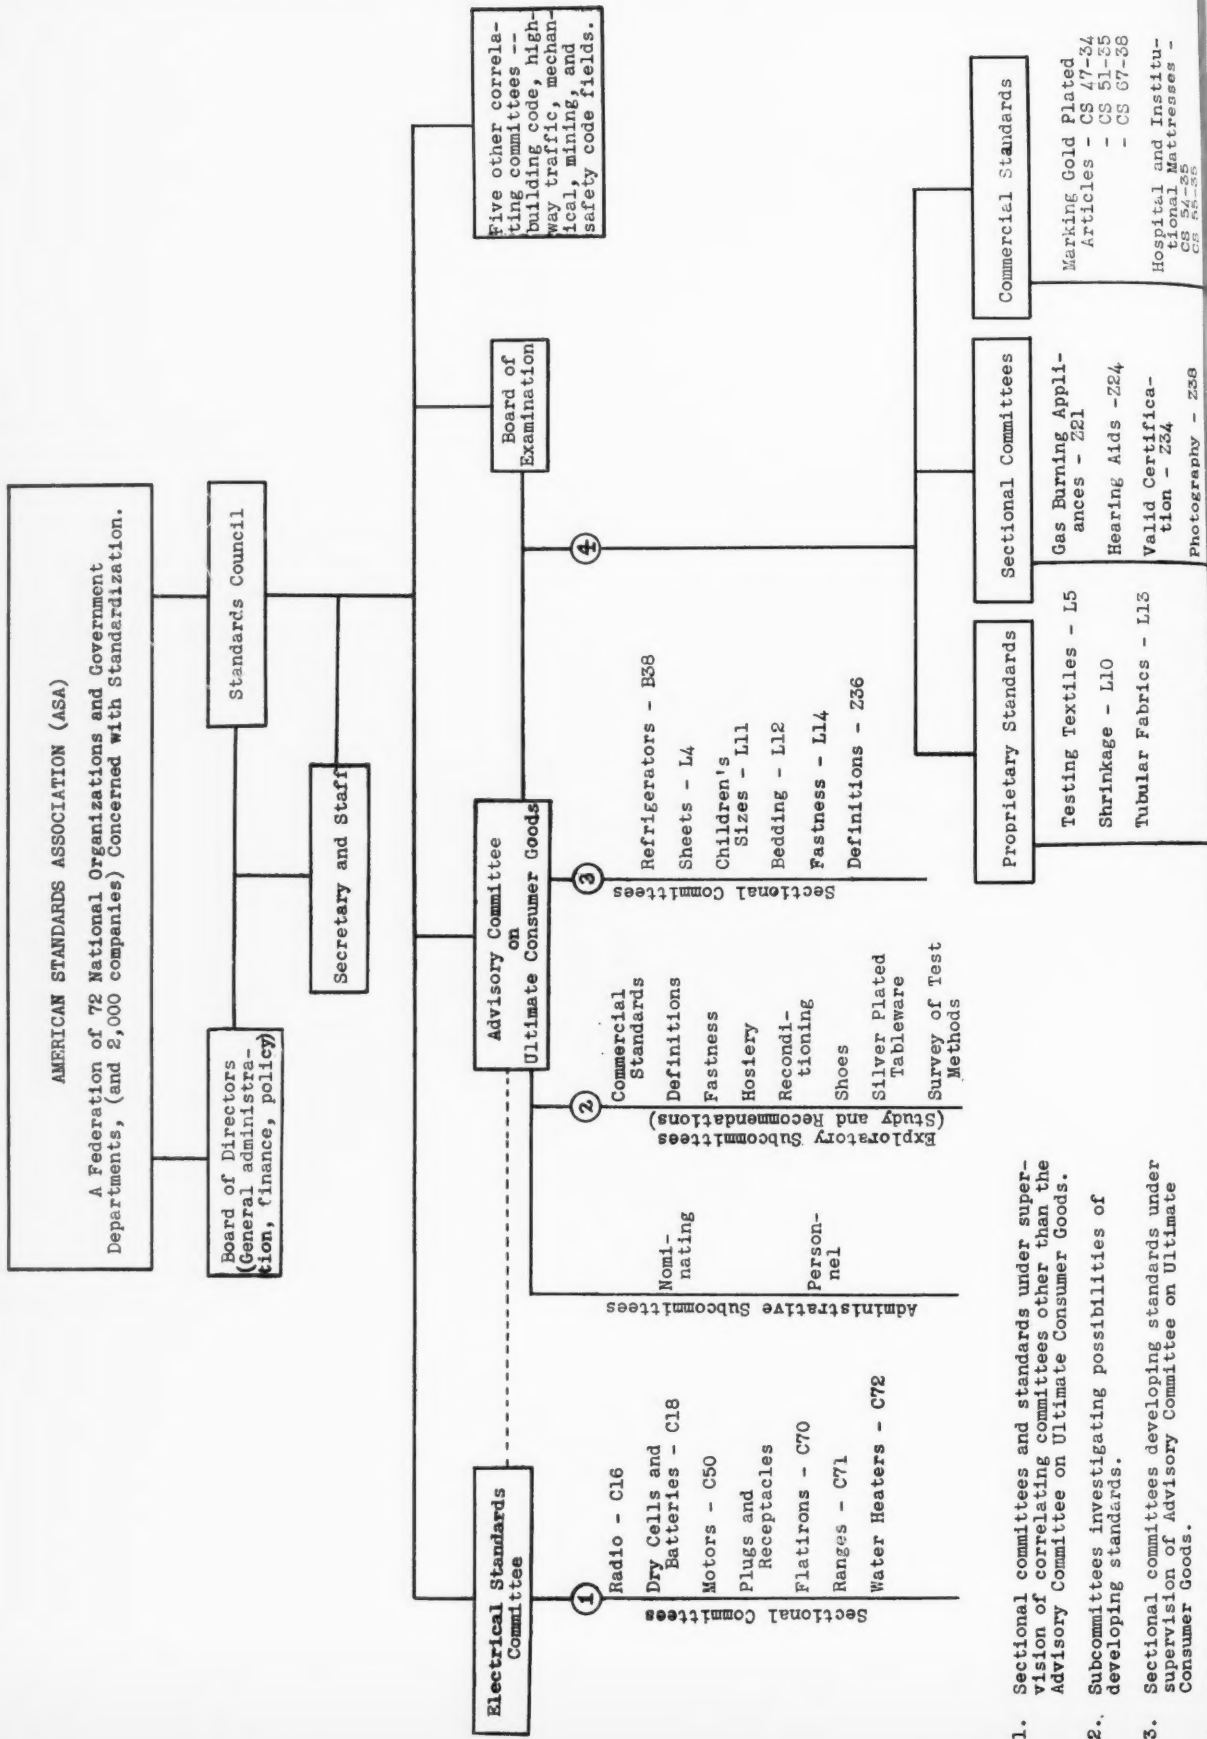 AMERICAN STANDARDS ASSOCIATION (ASA)
A Federation of 72 National Organizations and Government
Departments, (and 2,000 companies) Concerned with Standardization.
Board of Directors
(General administra-
tion, finance, policy)
Standards Council
Secretary and Staff
Electrical Standards
Committee
Advisory Committee
on
Ultimate Consumer Goods
Board of
Examination
Five other correla-
ting committees --
building code, high-
way traffic, mechan-
ical, mining, and
safety code fields.
1
Sectional Committees
Radio - C16
Dry Cells and
Batteries - C18
Motors - C50
Plugs and
Receptacles
Flatirons - C70
Ranges - C71
Water Heaters - C72
Administrative Subcommittees
Nomi-
nating
Person-
nel
2
Exploratory Subcommittees
(Study and Recommendations)
Commercial
Standards
Definitions
Fastness
Hosiery
Recondi-
tioning
Shoes
Silver Plated
Tableware
Survey of Test
Methods
3
Sectional Committees
Refrigerators - B38
Sheets - L4
Children's
Sizes - L11
Bedding - L12
Fastness - L14
Definitions - Z36
4
Proprietary Standards
Testing Textiles - L5
Shrinkage - L10
Tubular Fabrics - L13
Sectional Committees
Gas Burning Appli-
ances - Z21
Hearing Aids -Z24
Valid Certifica-
tion - Z34
Photography - Z38
Commercial Standards
Marking Gold Plated
Articles - CS 47-34
- CS 51-35
- CS 67-38
Hospital and Institu-
tional Mattresses -
CS 54-35
CS 55-35
1. Sectional committees and standards under super-
vision of correlating committees other than the
Advisory Committee on Ultimate Consumer Goods.
2. Subcommittees investigating possibilities of
developing standards.
3. Sectional committees developing standards under
supervision of Advisory Committee on Ultimate
Consumer Goods.